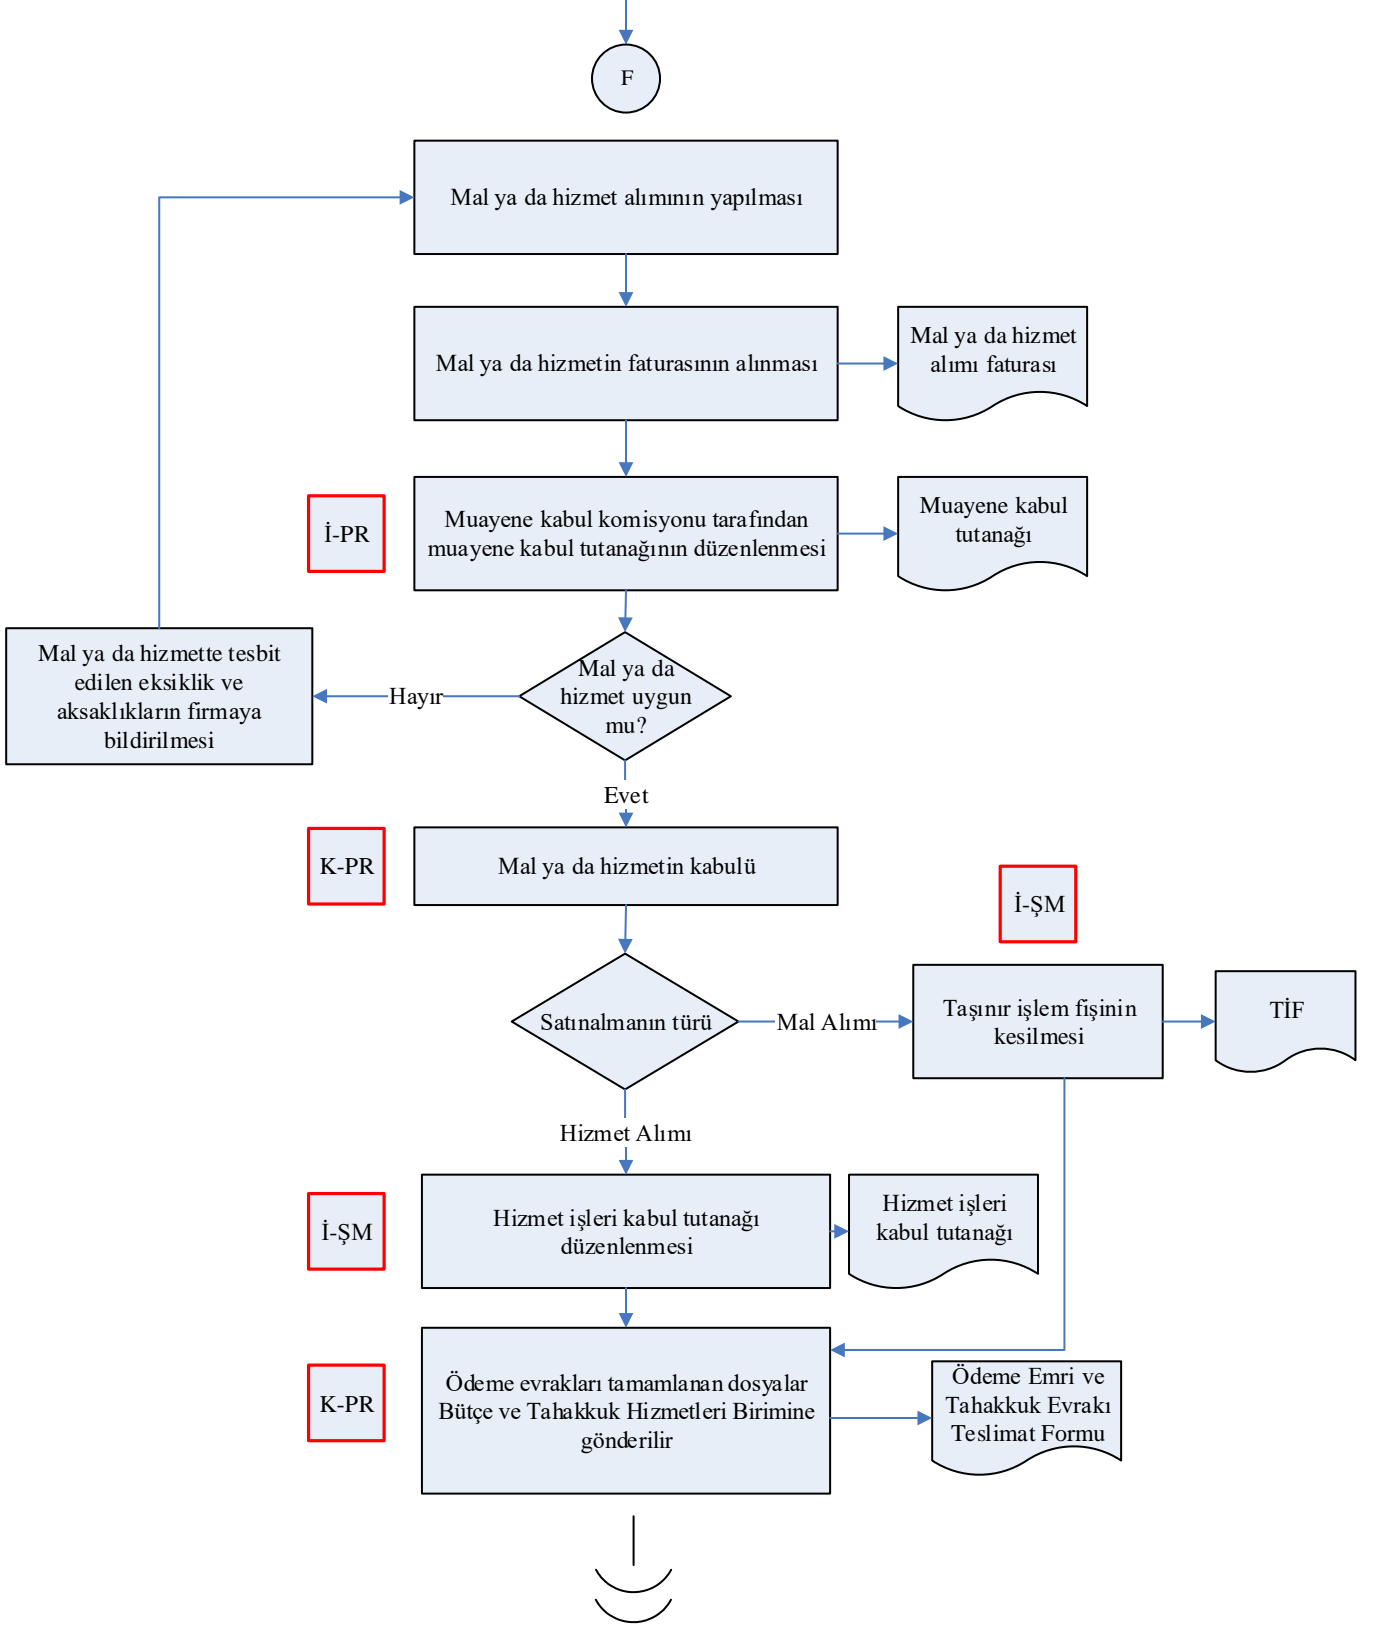 F
Mal ya da hizmet alımının yapılması
Mal ya da hizmetin faturasının alınması
Mal ya da hizmet
alımı faturası
İ-PR
Muayene kabul komisyonu tarafından
muayene kabul tutanağının düzenlenmesi
Muayene kabul
tutanağı
Mal ya da hizmette tesbit
edilen eksiklik ve
aksaklıkların firmaya
bildirilmesi
Hayır
Mal ya da
hizmet uygun
mu?
Evet
K-PR
Mal ya da hizmetin kabulü
İ-ŞM
Satınalmanın türü
Mal Alımı
Taşınır işlem fişinin
kesilmesi
TİF
Hizmet Alımı
İ-ŞM
Hizmet işleri kabul tutanağı
düzenlenmesi
Hizmet işleri
kabul tutanağı
K-PR
Ödeme evrakları tamamlanan dosyalar
Bütçe ve Tahakkuk Hizmetleri Birimine
gönderilir
Ödeme Emri ve
Tahakkuk Evrakı
Teslimat Formu